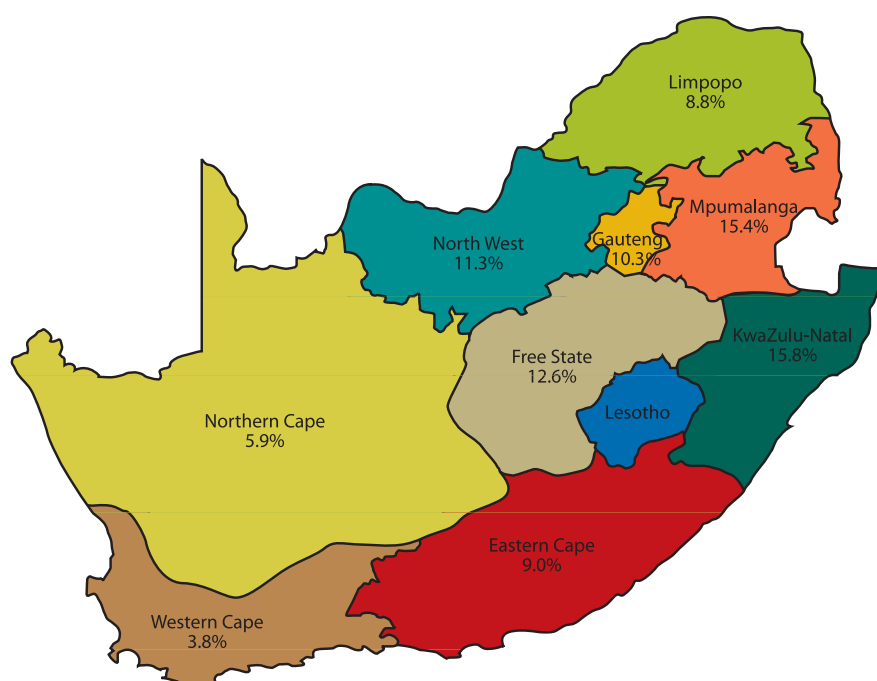 Limpopo
8.8%
Mpumalanga
15.4%
North West
11.3%
Gauteng
10.3%
KwaZulu-Natal
15.8%
Free State
12.6%
Lesotho
Northern Cape
5.9%
Eastern Cape
9.0%
Western Cape
3.8%